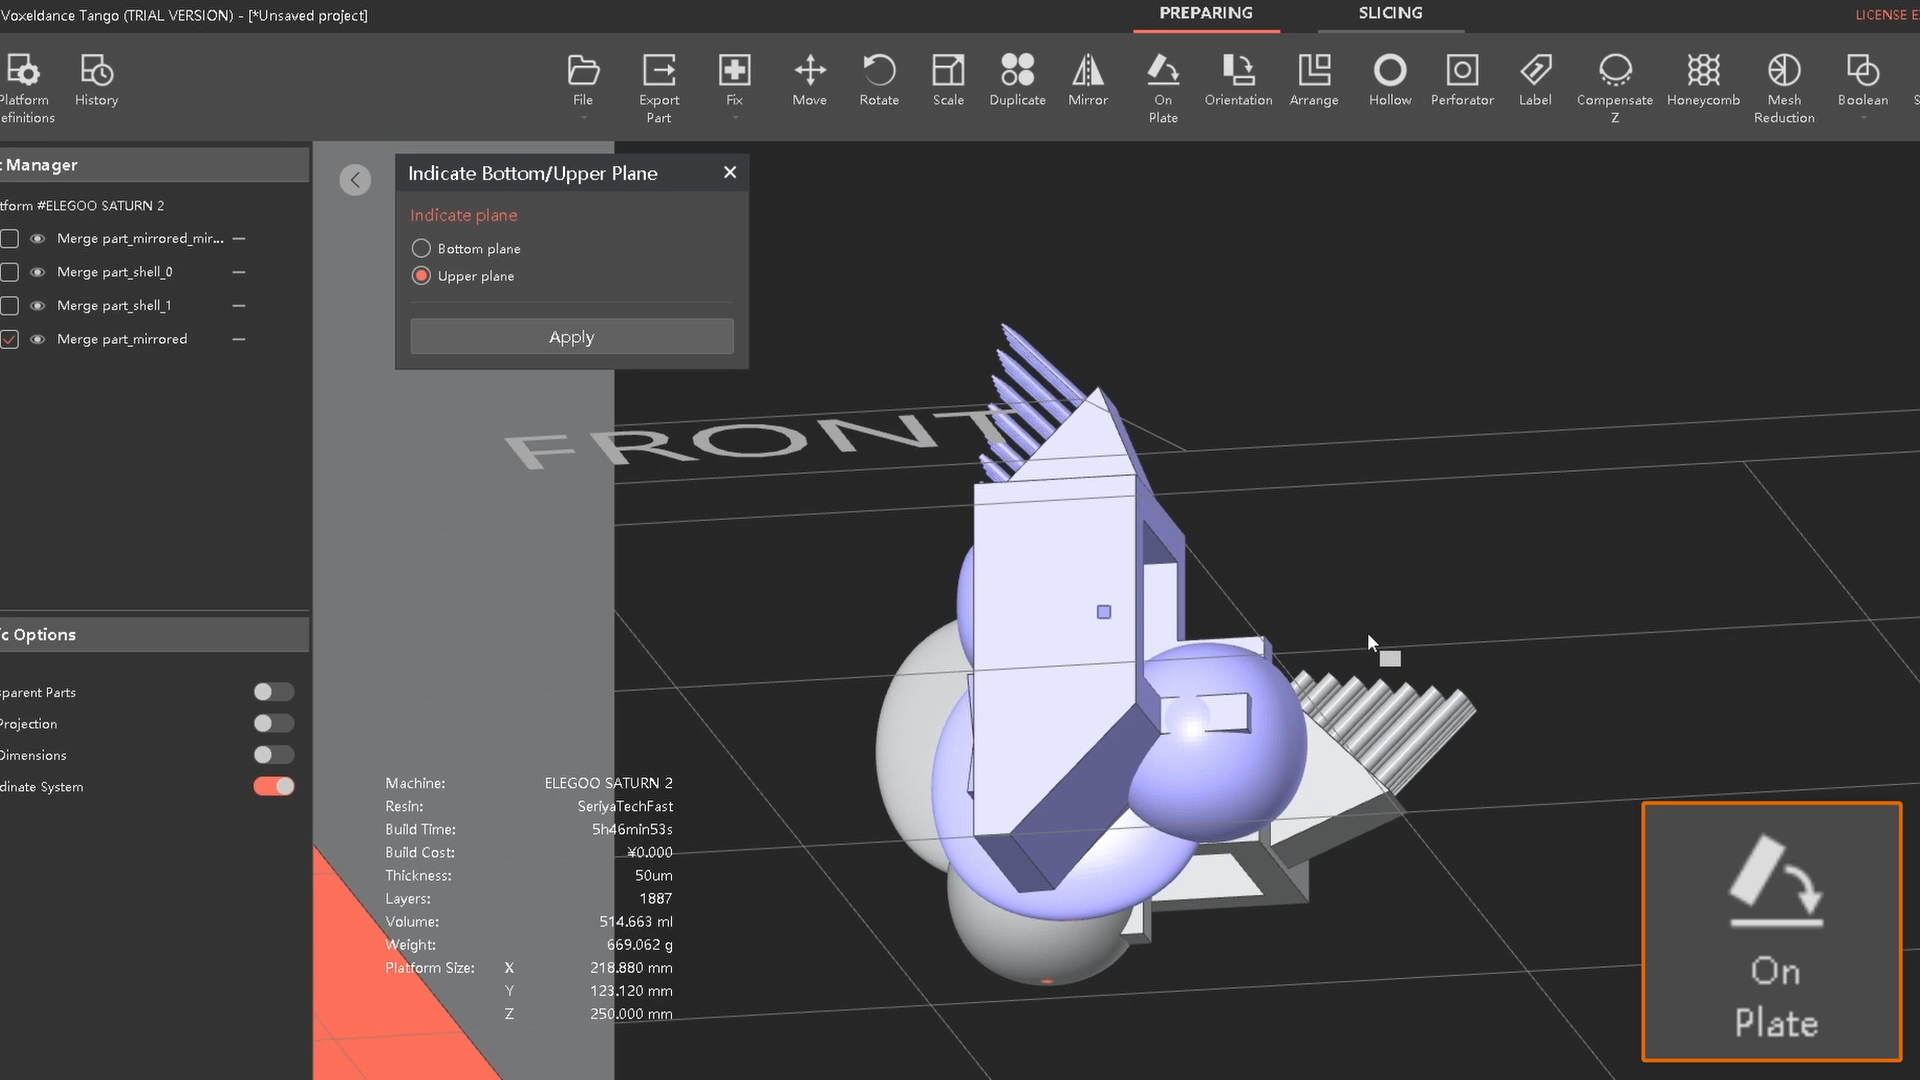 Voxeldance Tango (TRIAL VERSION) - [*Unsaved project]
PREPARING
SLICING
LICENSE E
Platform
efinitions
History
File
Export
Part
Fix
Move
Rotate
Scale
Duplicate
Mirror
On
Plate
Orientation
Arrange
Hollow
Perforator
Label
Compensate
Z
Honeycomb
Mesh
Reduction
Boolean
S
t Manager
tform #ELEGOO SATURN 2
Merge part_mirrored_mir...
Merge part_shell_0
Merge part_shell_1
Merge part_mirrored
Indicate Bottom/Upper Plane
Indicate plane
Bottom plane
Upper plane
Apply
FRONT
c Options
sparent Parts
Projection
Dimensions
dinate System
Machine: ELEGOO SATURN 2
Resin: SeriyaTechFast
Build Time: 5h46min53s
Build Cost: ¥0.000
Thickness: 50um
Layers: 1887
Volume: 514.663 ml
Weight: 669.062 g
Platform Size: X 218.880 mm
Y 123.120 mm
Z 250.000 mm
On
Plate